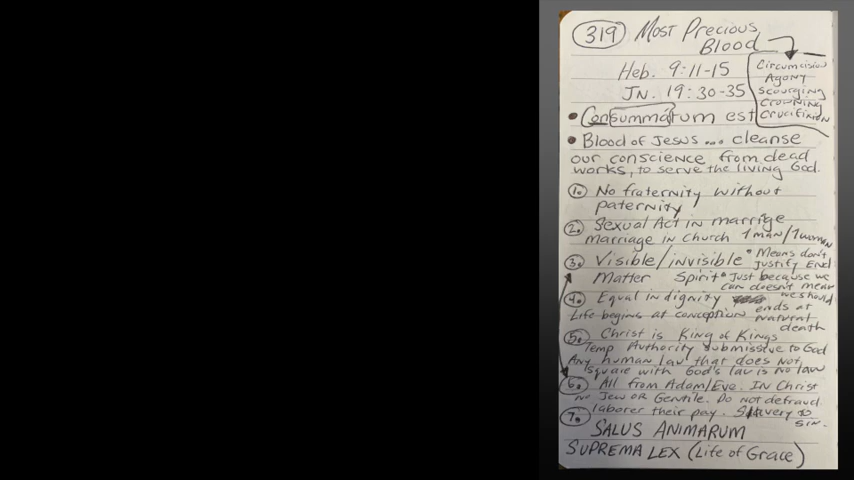 319 Most Precious
Blood
Circumcision
Agony
Scourging
Crowning
Crucifixion
Heb. 9:11-15
JN. 19:30-35
• Consummatum est
• Blood of Jesus ... cleanse
our conscience from dead
works, to serve the living God.
1. No fraternity without
paternity
2. Sexual Act in marrige
marriage in Church 1 man/1 woman
3. Visible/invisible
Matter Spirit
• Means don't
Justify End
• Just because we
can doesn't mean
we should
4. Equal in dignity
Life begins at conception ends at
natural
death
5. Christ is King of Kings
Temp Authority submissive to God
Any human law that does not
square with God's law is no law
6. All from Adam/Eve. IN Christ
no Jew OR Gentile. Do not defraud
laborer their pay. Slavery to
sin.
7. SALUS ANIMARUM
SUPREMA LEX (Life of Grace)